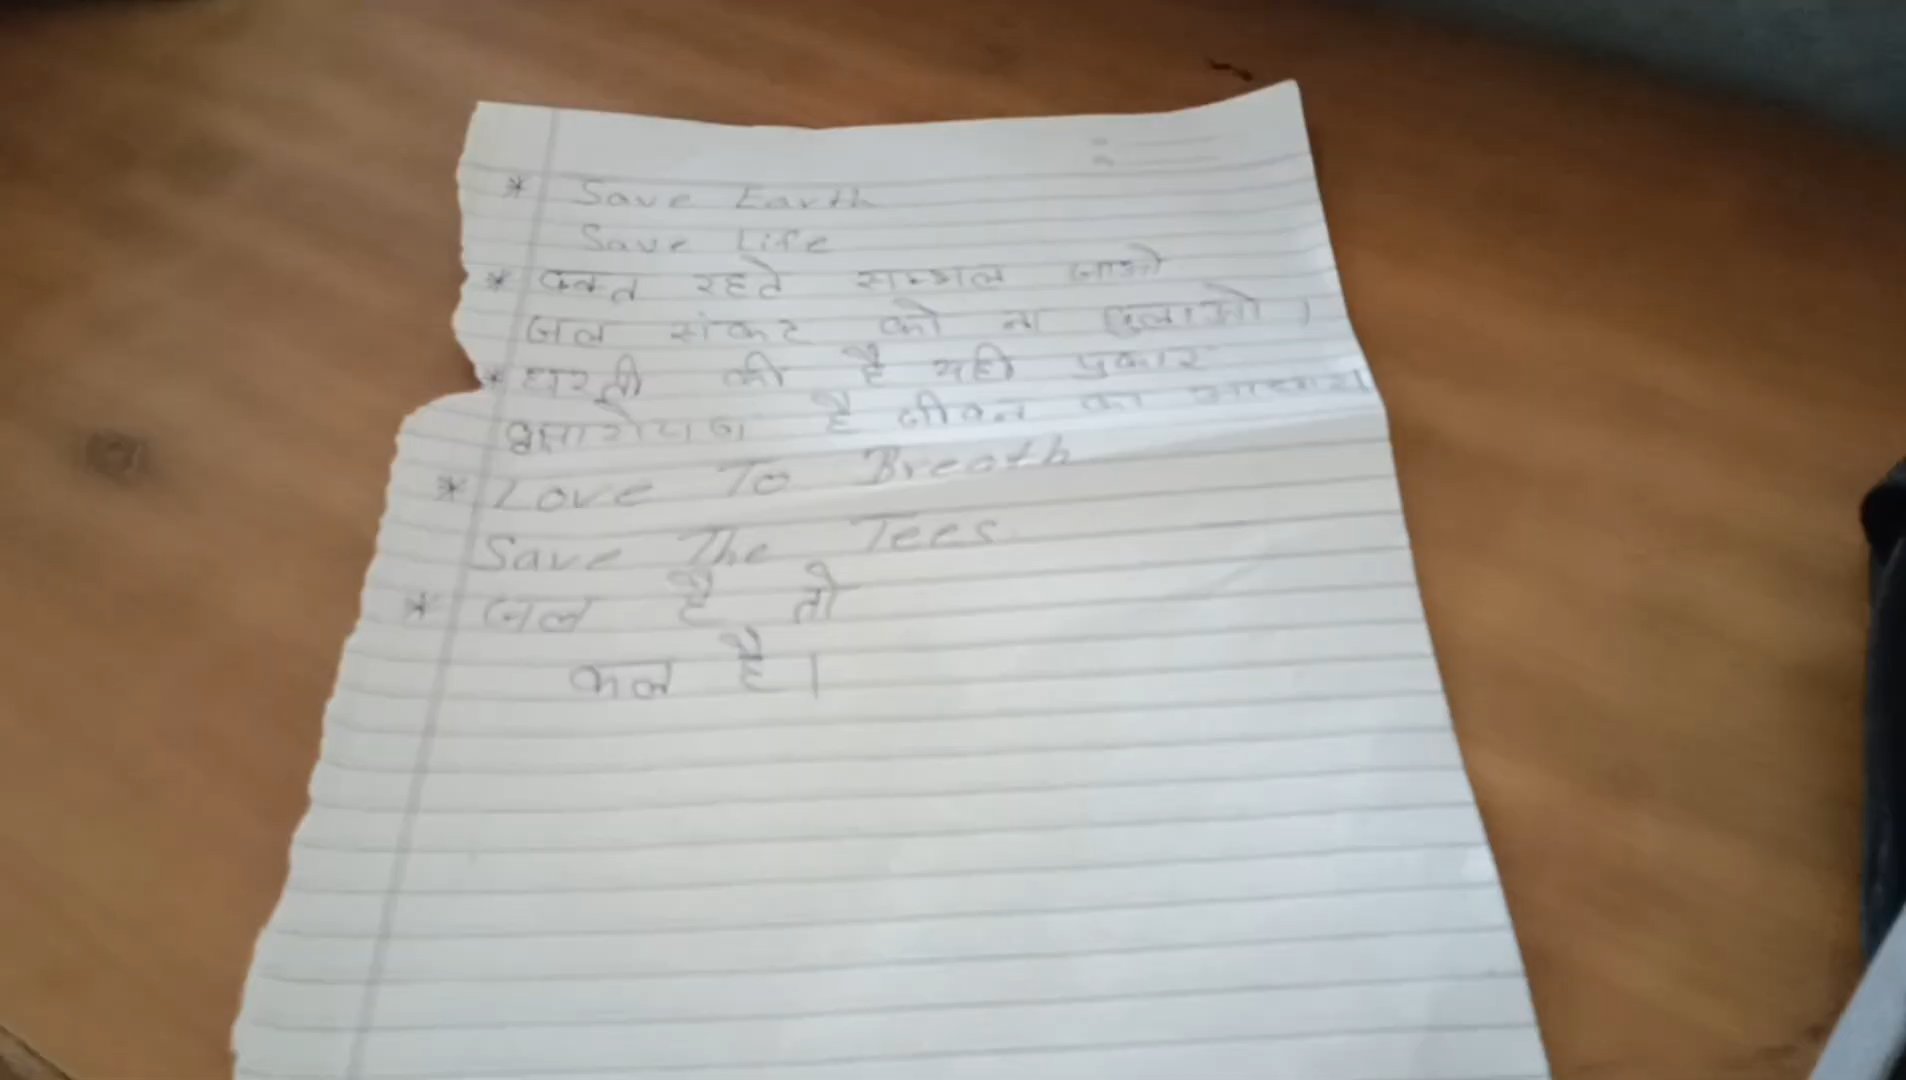 * Save Earth
Save Life
* वक्त रहते सम्भल जाओ
जल संकट को ना बुलाओ ।
* धरती की है यही पुकार
वृक्षारोपण है जीवन का
* Love To Breath
Save The Tees
* जल है तो
कल है ।